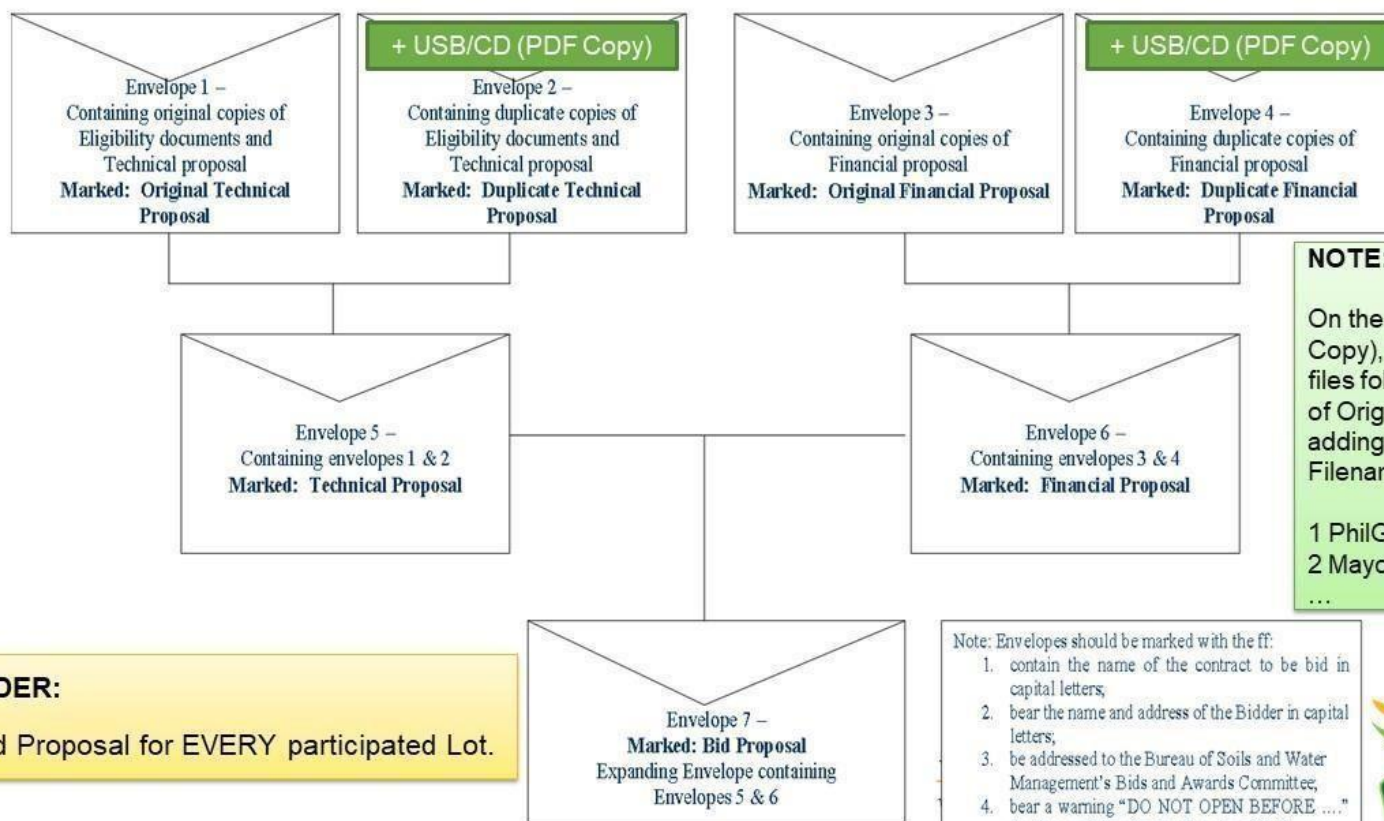 + USB/CD (PDF Copy)
+ USB/CD (PDF Copy)
Envelope 1 –
Containing original copies of
Eligibility documents and
Technical proposal
Marked: Original Technical
Proposal
Envelope 2 –
Containing duplicate copies of
Eligibility documents and
Technical proposal
Marked: Duplicate Technical
Proposal
Envelope 3 –
Containing original copies of
Financial proposal
Marked: Original Financial Proposal
Envelope 4 –
Containing duplicate copies of
Financial proposal
Marked: Duplicate Financial
Proposal
NOTE:
On the
Copy),
files fol
of Orig
adding
Filenar
1 PhilG
2 Mayo
...
Envelope 5 –
Containing envelopes 1 & 2
Marked: Technical Proposal
Envelope 6 –
Containing envelopes 3 & 4
Marked: Financial Proposal
DER:
d Proposal for EVERY participated Lot.
Envelope 7 –
Marked: Bid Proposal
Expanding Envelope containing
Envelopes 5 & 6
Note: Envelopes should be marked with the ff:
1. contain the name of the contract to be bid in
capital letters;
2. bear the name and address of the Bidder in capital
letters;
3. be addressed to the Bureau of Soils and Water
Management's Bids and Awards Committee;
4. bear a warning "DO NOT OPEN BEFORE …."